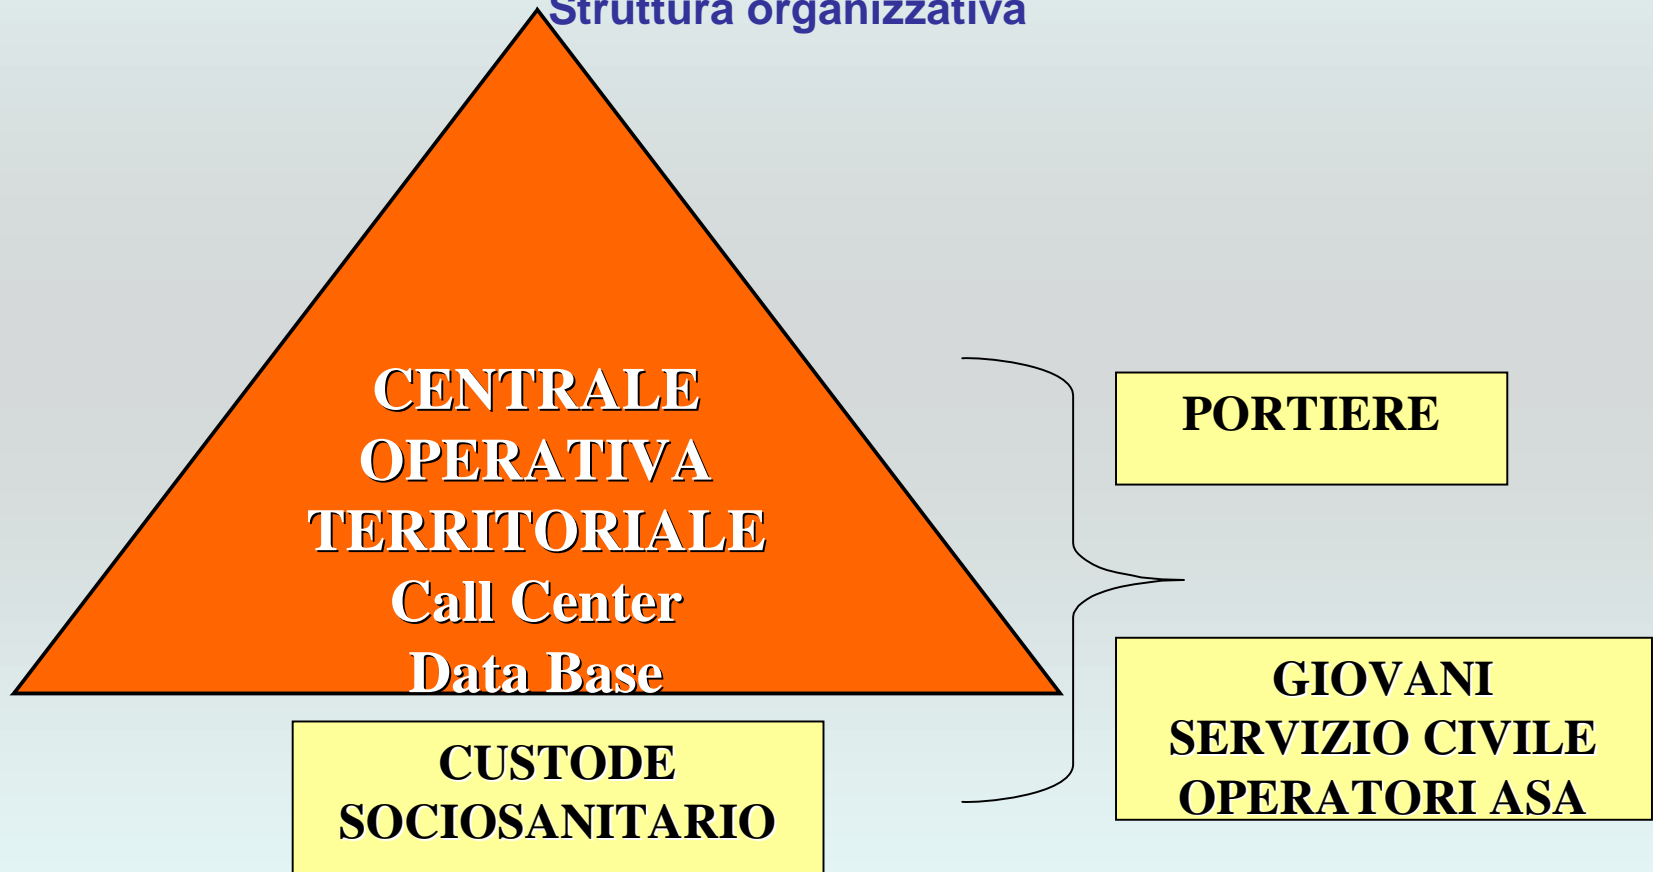 Struttura organizzativa
CENTRALE
OPERATIVA
TERRITORIALE
Call Center
Data Base
PORTIERE
GIOVANI
SERVIZIO CIVILE
OPERATORI ASA
CUSTODE
SOCIOSANITARIO